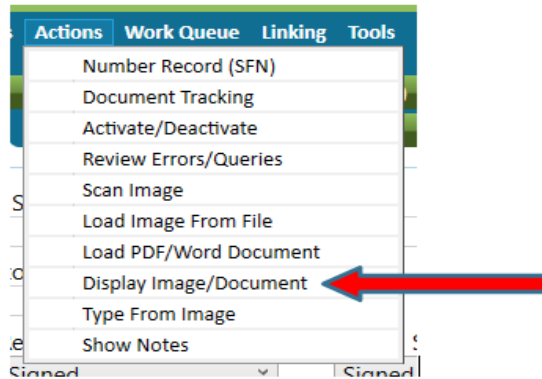 Actions Work Queue Linking Tools
Number Record (SFN)
Document Tracking
Activate/Deactivate
Review Errors/Queries
Scan Image
Load Image From File
Load PDF/Word Document
Display Image/Document
Type From Image
Show Notes
Signed Signed